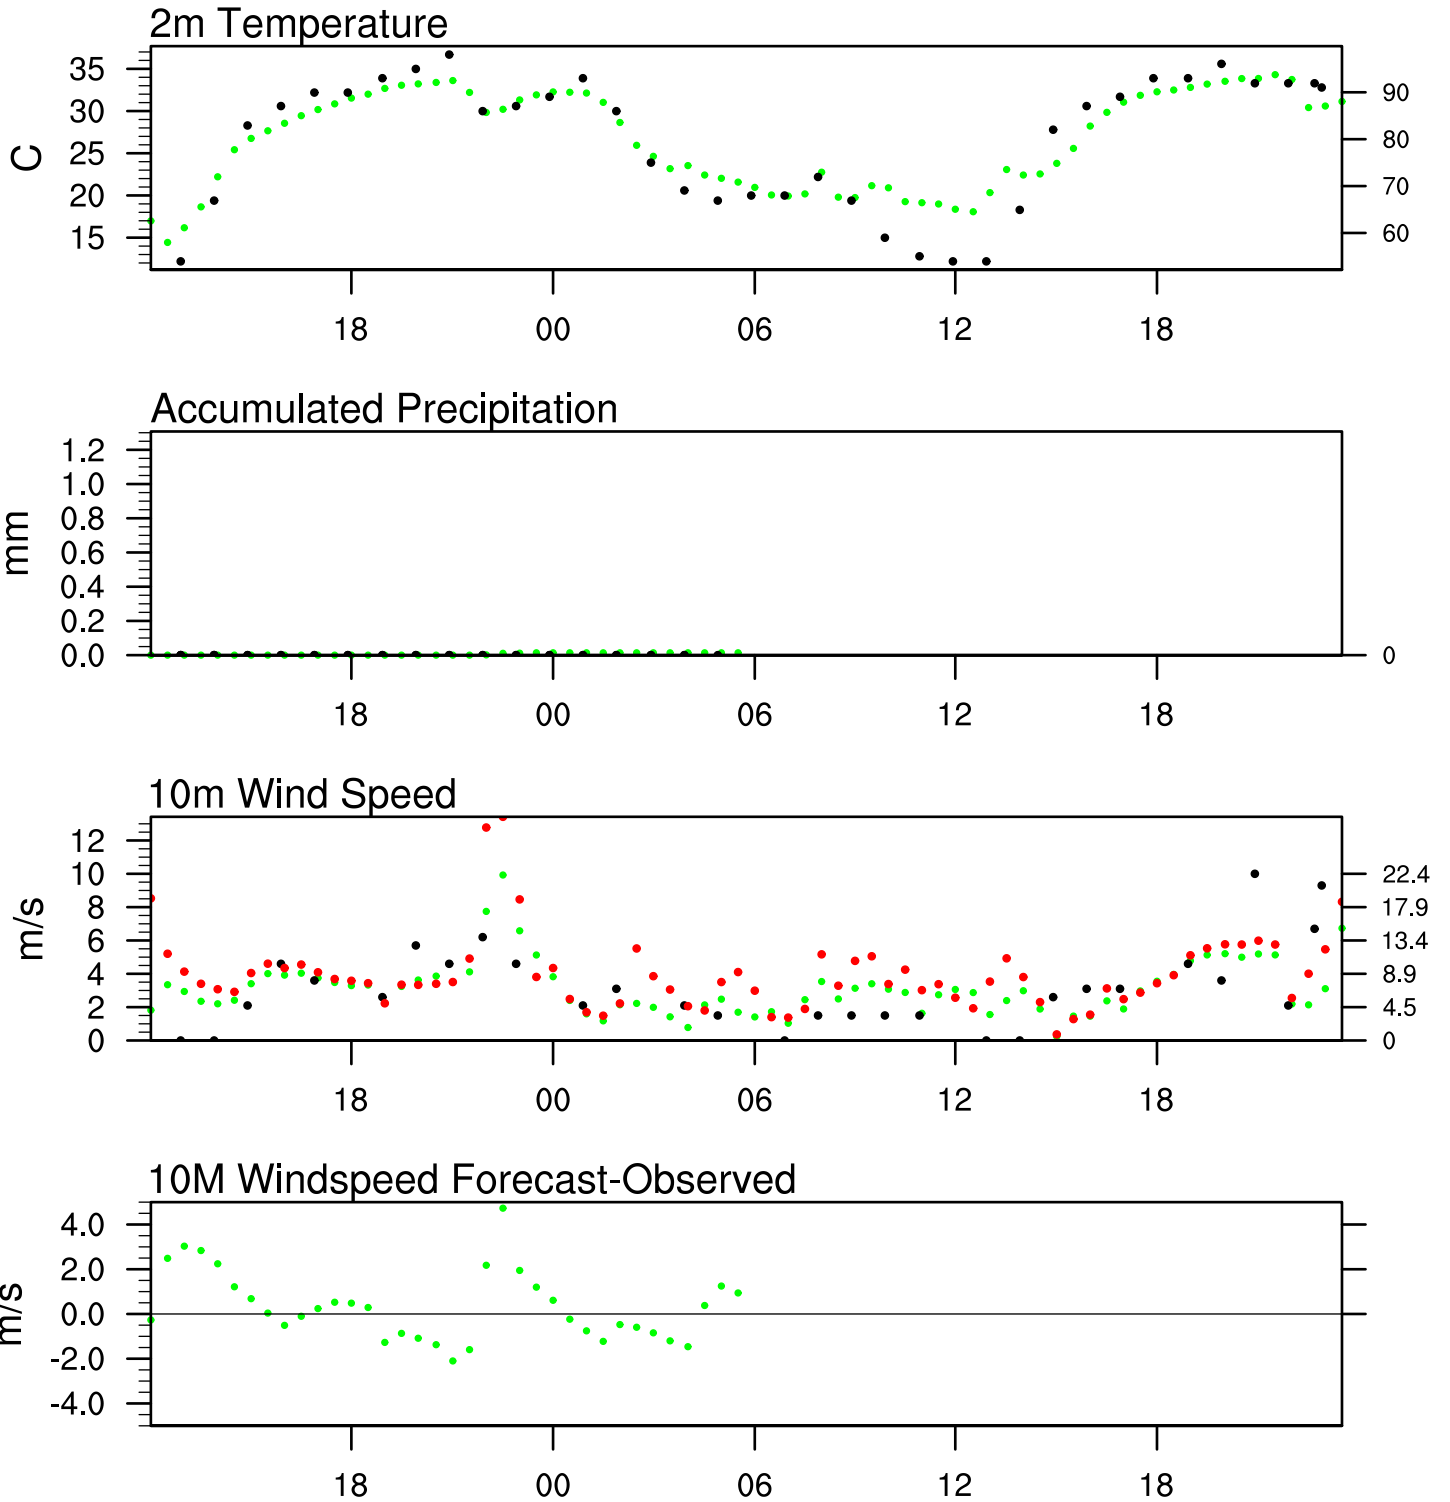 2m Temperature
35
30
25
20
15
C
90
80
70
60
18 00 06 12 18
Accumulated Precipitation
1.2
1.0
0.8
0.6
0.4
0.2
0.0
mm
0
18 00 06 12 18
10m Wind Speed
12
10
8
6
4
2
0
m/s
22.4
17.9
13.4
8.9
4.5
0
18 00 06 12 18
10M Windspeed Forecast-Observed
4.0
2.0
0.0
-2.0
-4.0
m/s
18 00 06 12 18